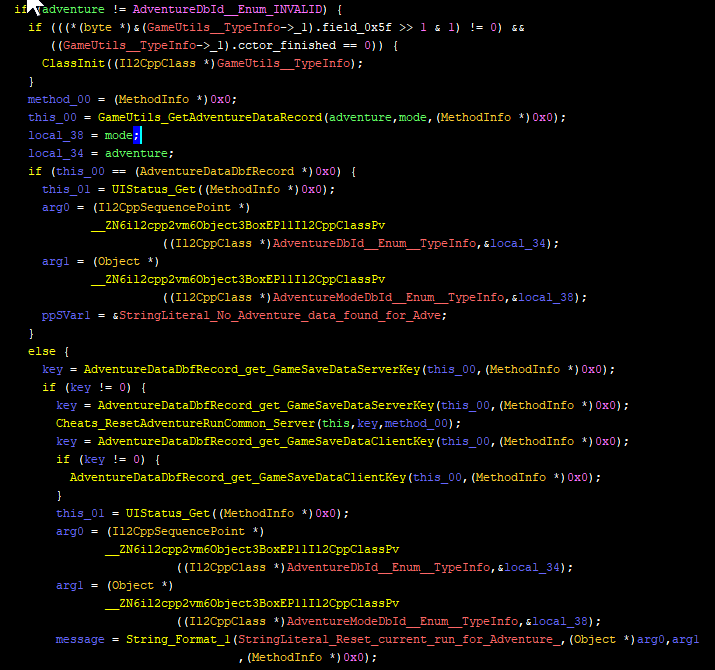 if (adventure != AdventureDbId__Enum_INVALID) {
if (((*(byte *)&(GameUtils__TypeInfo->_1).field_0x5f >> 1 & 1) != 0) &&
((GameUtils__TypeInfo->_1).cctor_finished == 0)) {
ClassInit((Il2CppClass *)GameUtils__TypeInfo);
}
method_00 = (MethodInfo *)0x0;
this_00 = GameUtils_GetAdventureDataRecord(adventure,mode,(MethodInfo *)0x0);
local_38 = mode;
local_34 = adventure;
if (this_00 == (AdventureDataDbfRecord *)0x0) {
this_01 = UIStatus_Get((MethodInfo *)0x0);
arg0 = (Il2CppSequencePoint *)
__ZN6il2cpp2vm6Object3BoxEP11Il2CppClassPv
((Il2CppClass *)AdventureDbId__Enum__TypeInfo,&local_34);
arg1 = (Object *)
__ZN6il2cpp2vm6Object3BoxEP11Il2CppClassPv
((Il2CppClass *)AdventureModeDbId__Enum__TypeInfo,&local_38);
ppSVar1 = &StringLiteral_No_Adventure_data_found_for_Adve;
}
else {
key = AdventureDataDbfRecord_get_GameSaveDataServerKey(this_00,(MethodInfo *)0x0);
if (key != 0) {
key = AdventureDataDbfRecord_get_GameSaveDataServerKey(this_00,(MethodInfo *)0x0);
Cheats_ResetAdventureRunCommon_Server(this,key,method_00);
key = AdventureDataDbfRecord_get_GameSaveDataClientKey(this_00,(MethodInfo *)0x0);
if (key != 0) {
AdventureDataDbfRecord_get_GameSaveDataClientKey(this_00,(MethodInfo *)0x0);
}
this_01 = UIStatus_Get((MethodInfo *)0x0);
arg0 = (Il2CppSequencePoint *)
__ZN6il2cpp2vm6Object3BoxEP11Il2CppClassPv
((Il2CppClass *)AdventureDbId__Enum__TypeInfo,&local_34);
arg1 = (Object *)
__ZN6il2cpp2vm6Object3BoxEP11Il2CppClassPv
((Il2CppClass *)AdventureModeDbId__Enum__TypeInfo,&local_38);
message = String_Format_1(StringLiteral_Reset_current_run_for_Adventure_,(Object *)arg0,arg1
,(MethodInfo *)0x0);